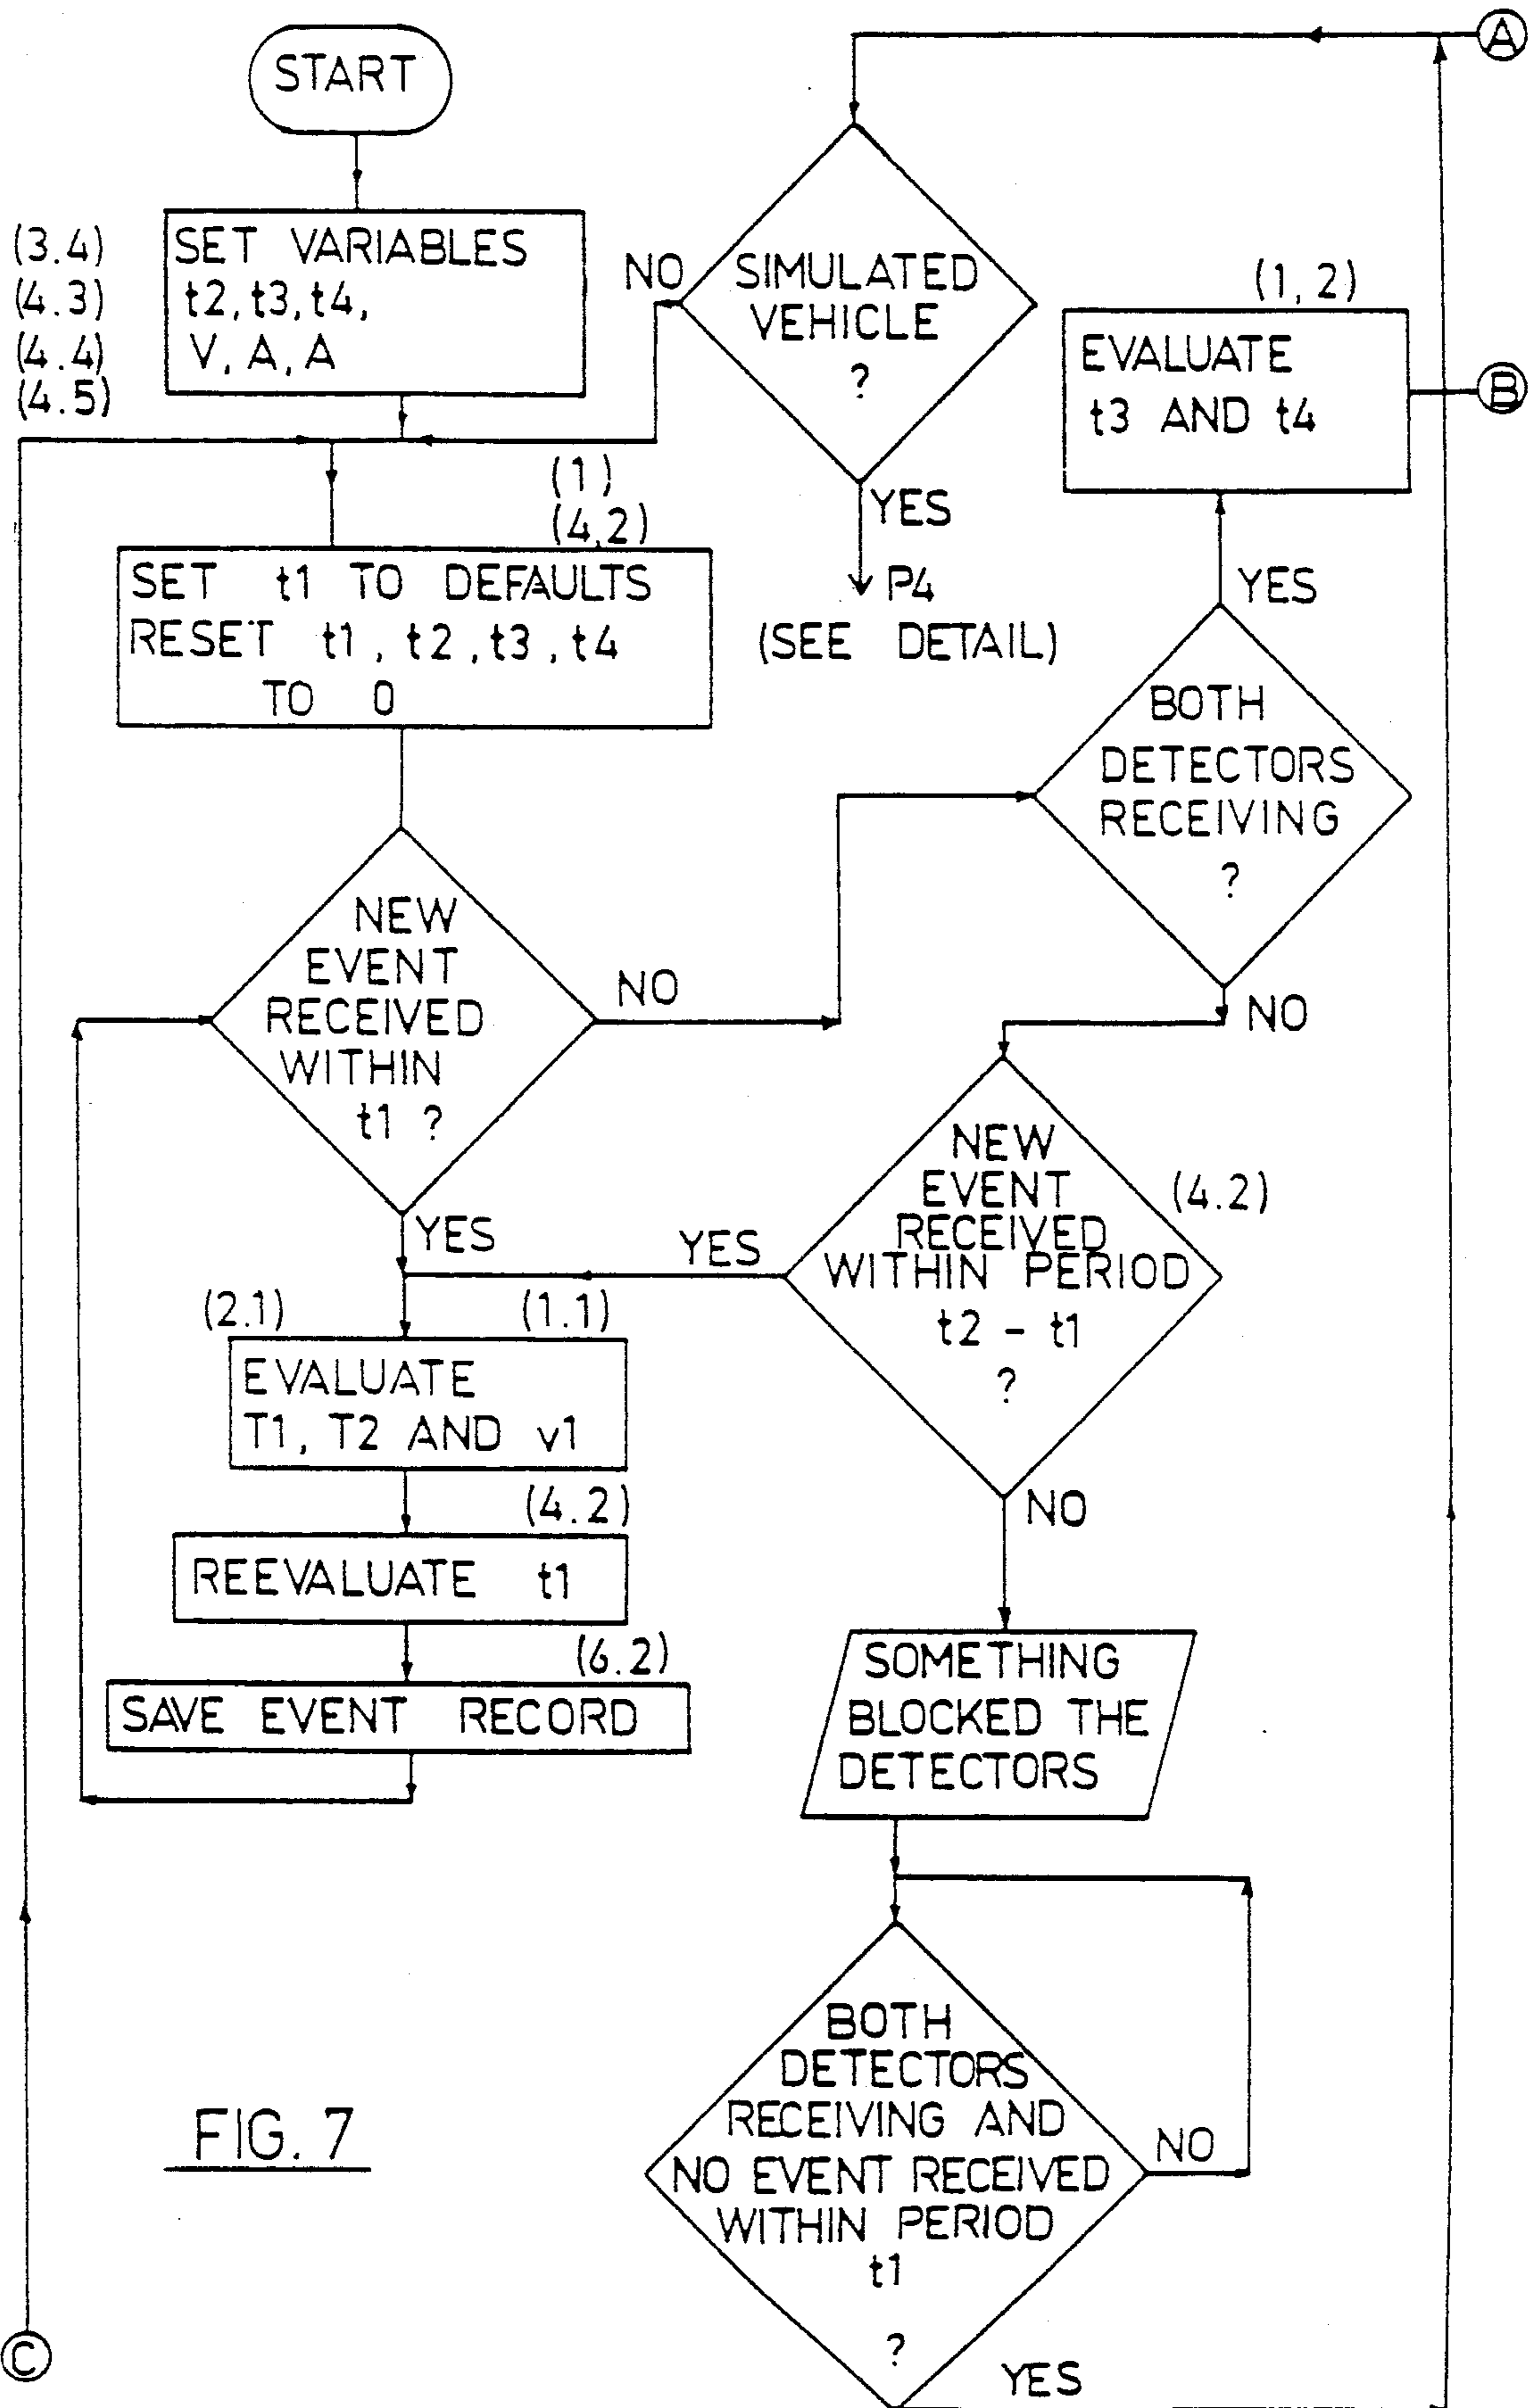 START
A
(3.4)
(4.3)
(4.4)
(4.5)
SET VARIABLES
t2, t3, t4,
V, A, A
NO
SIMULATED
VEHICLE
?
YES
P4
(SEE DETAIL)
(1,2)
EVALUATE
t3 AND t4
B
(1)
(4,2)
SET t1 TO DEFAULTS
RESET t1, t2, t3, t4
TO 0
YES
BOTH
DETECTORS
RECEIVING
?
NO
NEW
EVENT
RECEIVED
WITHIN
t1 ?
NO
YES
NEW
EVENT
RECEIVED
WITHIN PERIOD
t2 - t1
?
(4.2)
YES
NO
(2.1)
(1.1)
EVALUATE
T1, T2 AND v1
(4.2)
REEVALUATE t1
(6.2)
SAVE EVENT RECORD
SOMETHING
BLOCKED THE
DETECTORS
BOTH
DETECTORS
RECEIVING AND
NO EVENT RECEIVED
WITHIN PERIOD
t1
?
NO
YES
FIG. 7
C